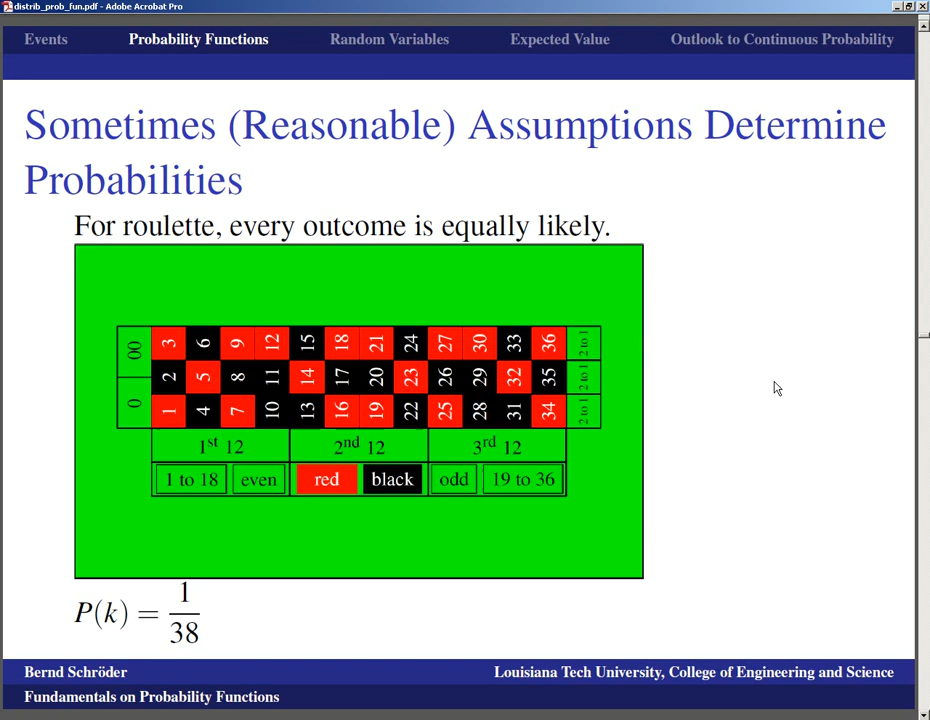 distrib_prob_fun.pdf - Adobe Acrobat Pro
Events Probability Functions Random Variables Expected Value Outlook to Continuous Probability
Sometimes (Reasonable) Assumptions Determine
Probabilities
For roulette, every outcome is equally likely.
00 3 6 9 12 15 18 21 24 27 30 33 36 2 to 1
2 5 8 11 14 17 20 23 26 29 32 35 2 to 1
0 1 4 7 10 13 16 19 22 25 28 31 34 2 to 1
1st 12 2nd 12 3rd 12
1 to 18 even red black odd 19 to 36
P(k) = 1/38
Bernd Schröder Louisiana Tech University, College of Engineering and Science
Fundamentals on Probability Functions